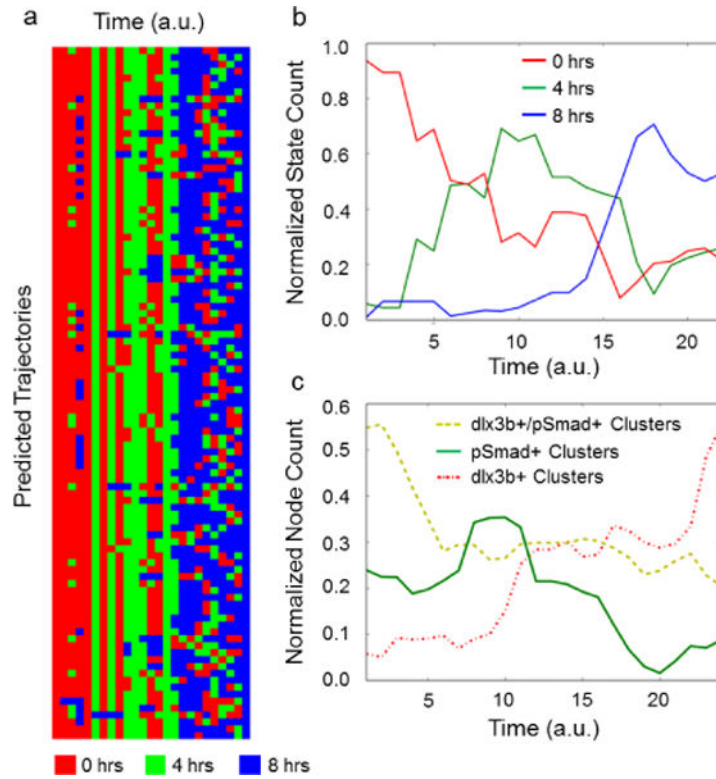 a
Time (a.u.)
Predicted Trajectories
0 hrs
4 hrs
8 hrs
b
Normalized State Count
1.0
0.8
0.6
0.4
0.2
0.0
0 hrs
4 hrs
8 hrs
5
10
15
20
Time (a.u.)
c
Normalized Node Count
0.6
0.5
0.4
0.3
0.2
0.1
0.0
dlx3b+/pSmad+ Clusters
pSmad+ Clusters
dlx3b+ Clusters
5
10
15
20
Time (a.u.)